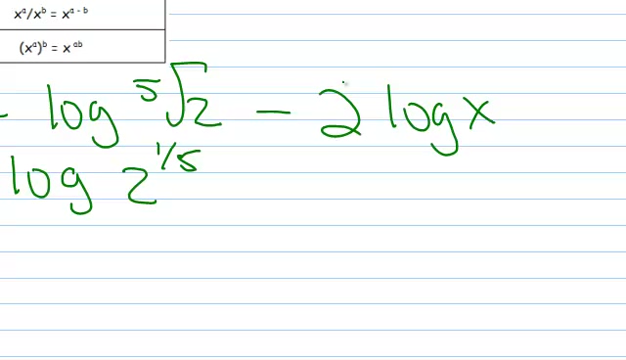 xᵃ/xᵇ = xᵃ⁻ᵇ
(xᵃ)ᵇ = xᵃᵇ
- log ⁵√2 - 2 log x
log 2^1/5